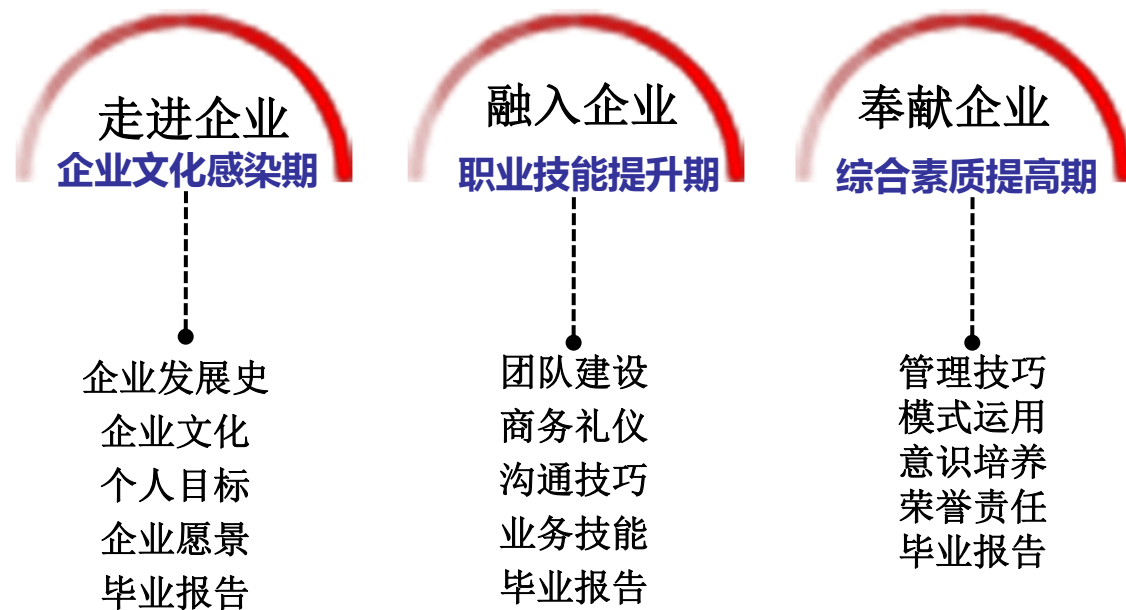 走进企业
企业文化感染期
企业发展史
企业文化
个人目标
企业愿景
毕业报告
融入企业
职业技能提升期
团队建设
商务礼仪
沟通技巧
业务技能
毕业报告
奉献企业
综合素质提高期
管理技巧
模式运用
意识培养
荣誉责任
毕业报告